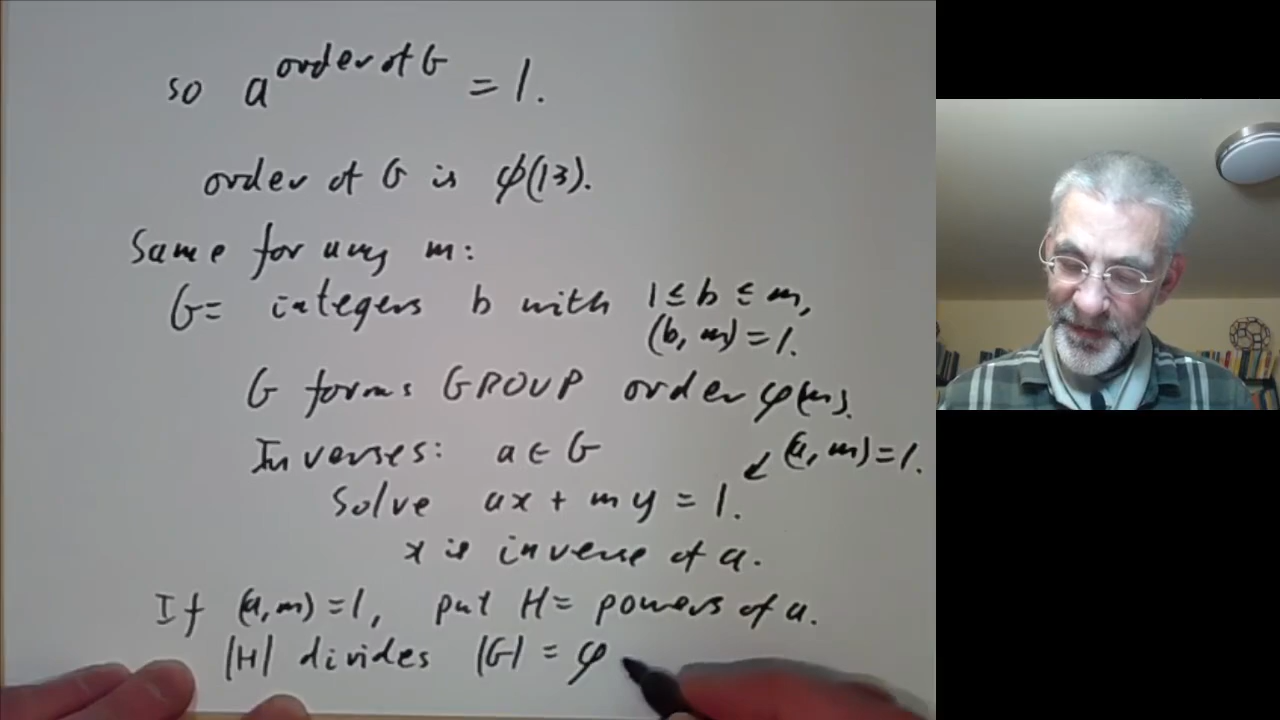 so a^{order of G} = 1.
order of G is φ(13).
Same for any m:
G = integers b with 1 ≤ b ≤ m,
(b, m) = 1.
G forms GROUP order φ(m).
Inverses: a ∈ G
(a, m) = 1.
Solve ax + my = 1.
x is inverse of a.
If (a, m) = 1, put H = powers of a.
|H| divides |G| = φ